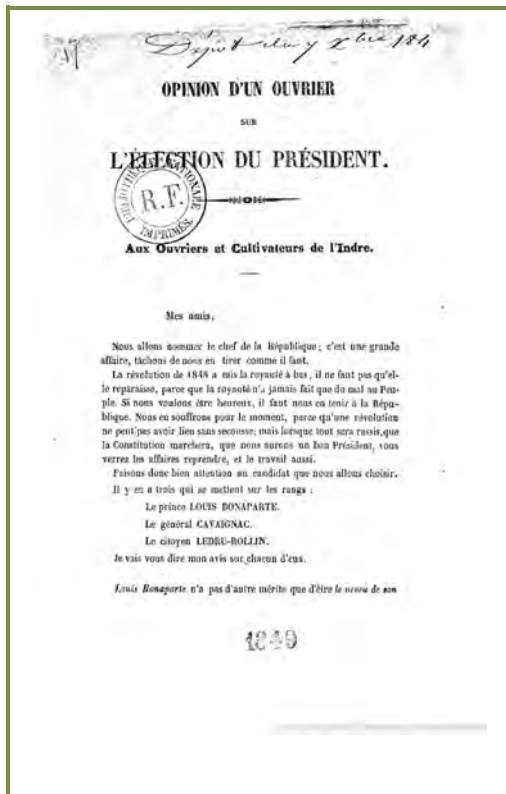 Dépôt du 7 Xbre 184
OPINION D'UN OUVRIER
SUR
L'ÉLECTION DU PRÉSIDENT.
BIBLIOTHÈQUE NATIONALE
R.F.
IMPRIMÉS.
Aux Ouvriers et Cultivateurs de l'Indre.
Mes amis,
Nous allons nommer le chef de la République; c'est une grande
affaire, tâchons de nous en tirer comme il faut.
La révolution de 1848 a mis la royauté à bas, il ne faut pas qu'el-
le reparaisse, parce que la royauté n'a jamais fait que du mal au Peu-
ple. Si nous voulons être heureux, il faut nous en tenir à la Répu-
blique. Nous en souffrons pour le moment, parce qu'une révolution
ne peut pas avoir lieu sans secousse; mais lorsque tout sera rassis, que
la Constitution marchera, que nous aurons un bon Président, vous
verrez les affaires reprendre, et le travail aussi.
Faisons donc bien attention au candidat que nous allons choisir.
Il y en a trois qui se mettent sur les rangs :
Le prince LOUIS BONAPARTE.
Le général CAVAIGNAC.
Le citoyen LEDRU-ROLLIN.
Je vais vous dire mon avis sur chacun d'eux.
Louis Bonaparte n'a pas d'autre mérite que d'être le neveu de son
1849